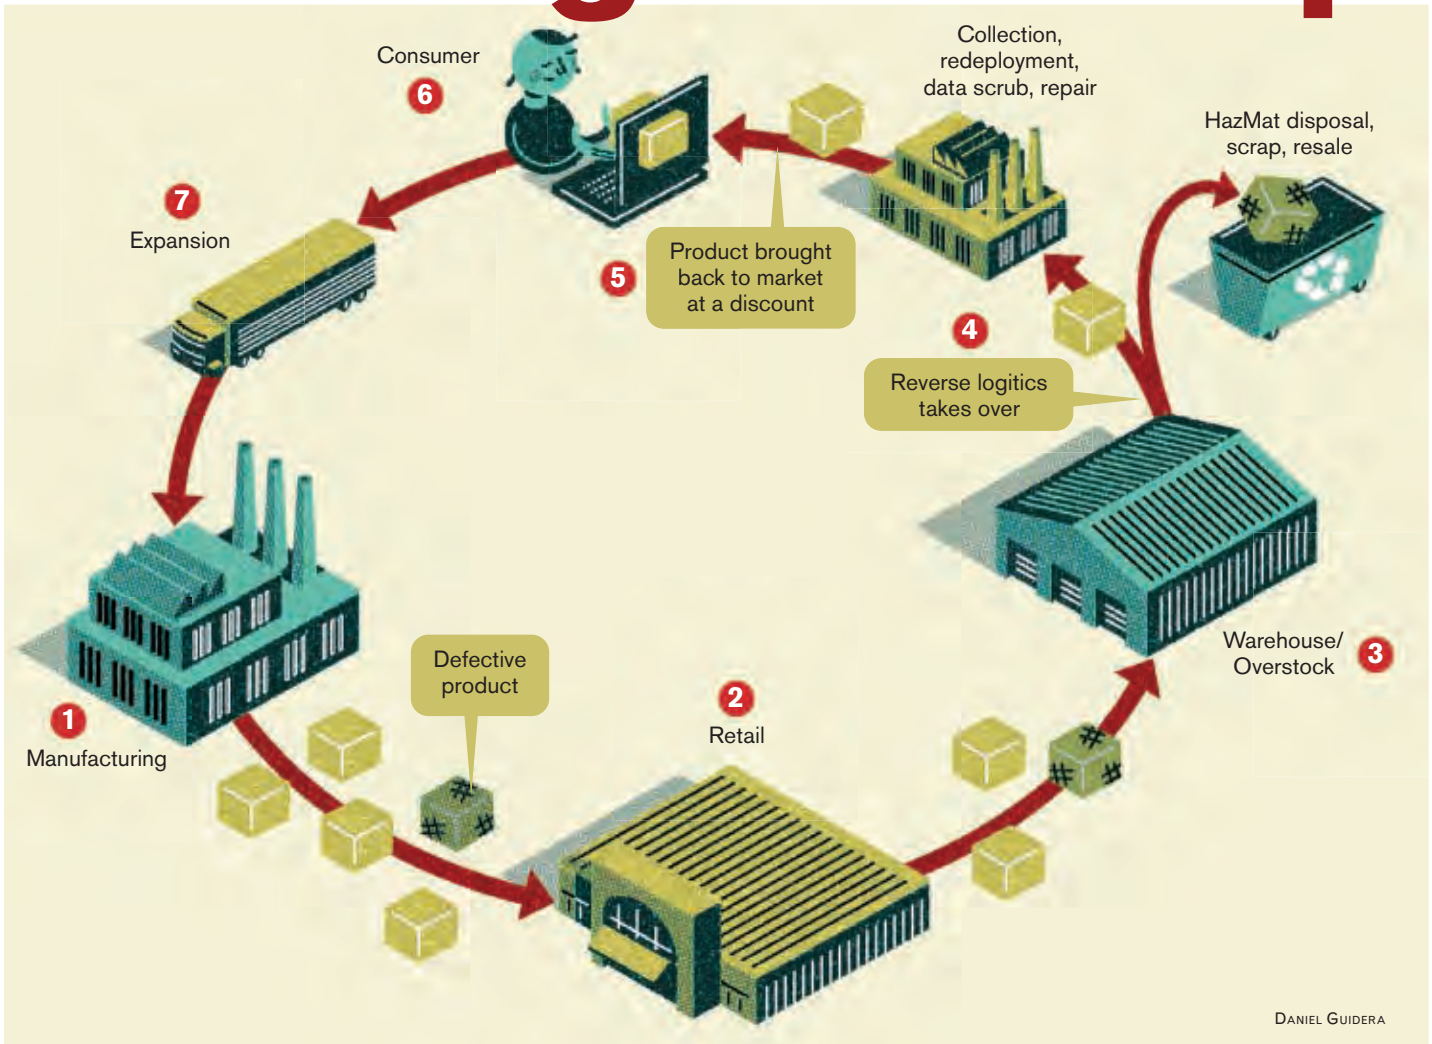 Consumer
6
Collection,
redeployment,
data scrub, repair
HazMat disposal,
scrap, resale
7
Expansion
5
Product brought
back to market
at a discount
4
Reverse logitics
takes over
Warehouse/
Overstock
3
Defective
product
2
Retail
1
Manufacturing
DANIEL GUIDERA